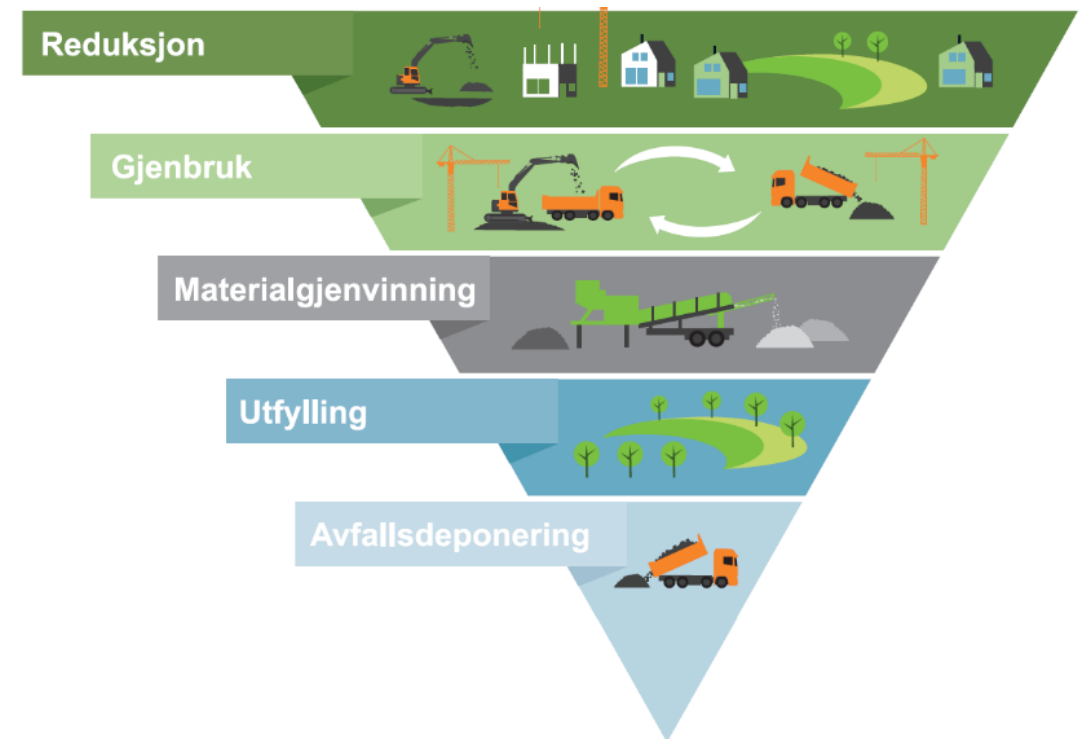 Reduksjon
Gjenbruk
Materialgjenvinning
Utfylling
Avfallsdeponering